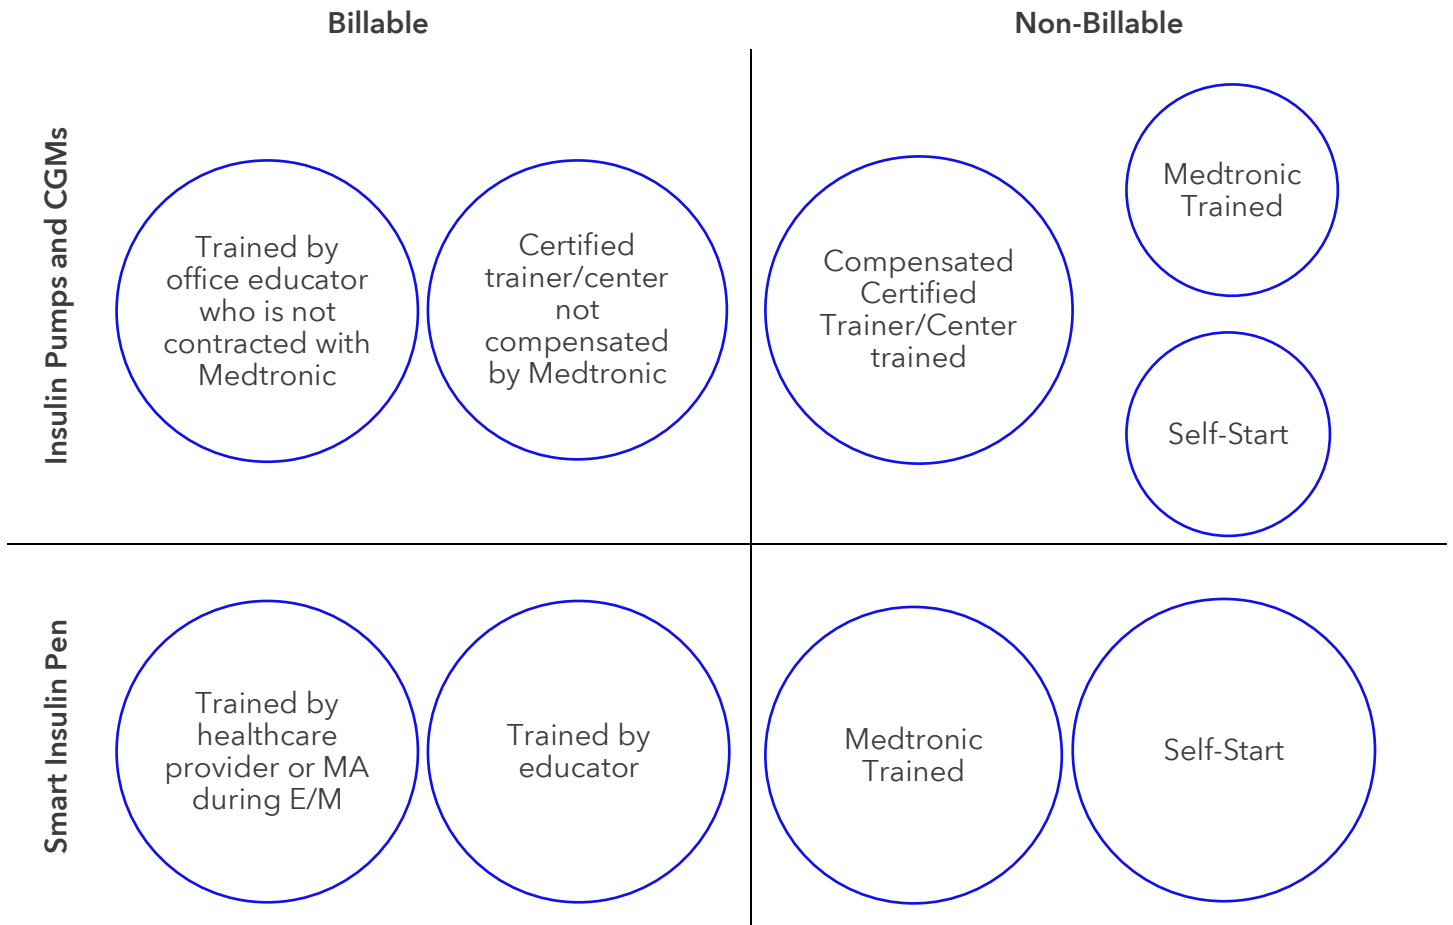 Billable
Non-Billable
Insulin Pumps and CGMs
Trained by
office educator
who is not
contracted with
Medtronic
Certified
trainer/center
not
compensated
by Medtronic
Compensated
Certified
Trainer/Center
trained
Medtronic
Trained
Self-Start
Smart Insulin Pen
Trained by
healthcare
provider or MA
during E/M
Trained by
educator
Medtronic
Trained
Self-Start